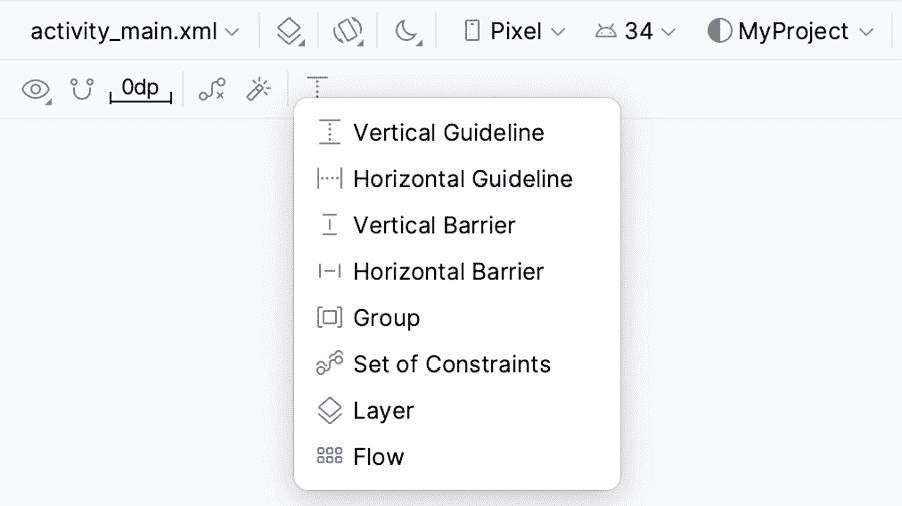 activity_main.xml Pixel 34 MyProject
0dp
Vertical Guideline
Horizontal Guideline
Vertical Barrier
Horizontal Barrier
Group
Set of Constraints
Layer
Flow